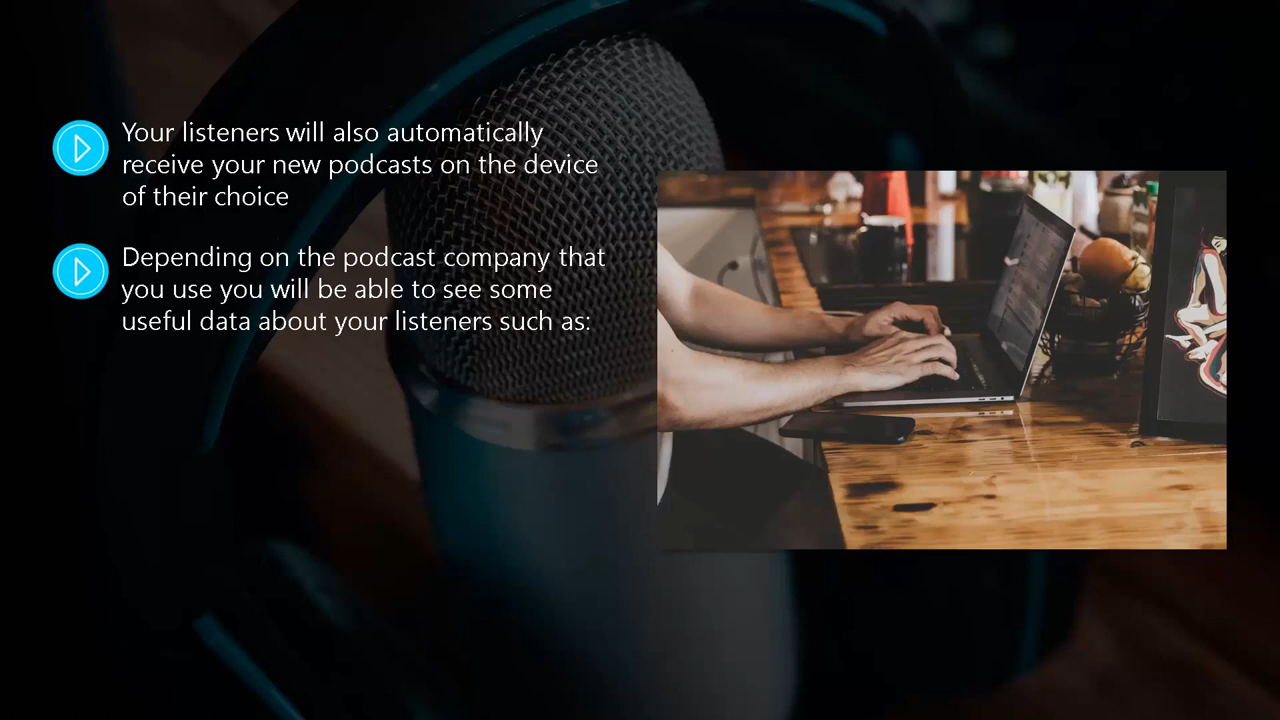 Your listeners will also automatically
receive your new podcasts on the device
of their choice
Depending on the podcast company that
you use you will be able to see some
useful data about your listeners such as: